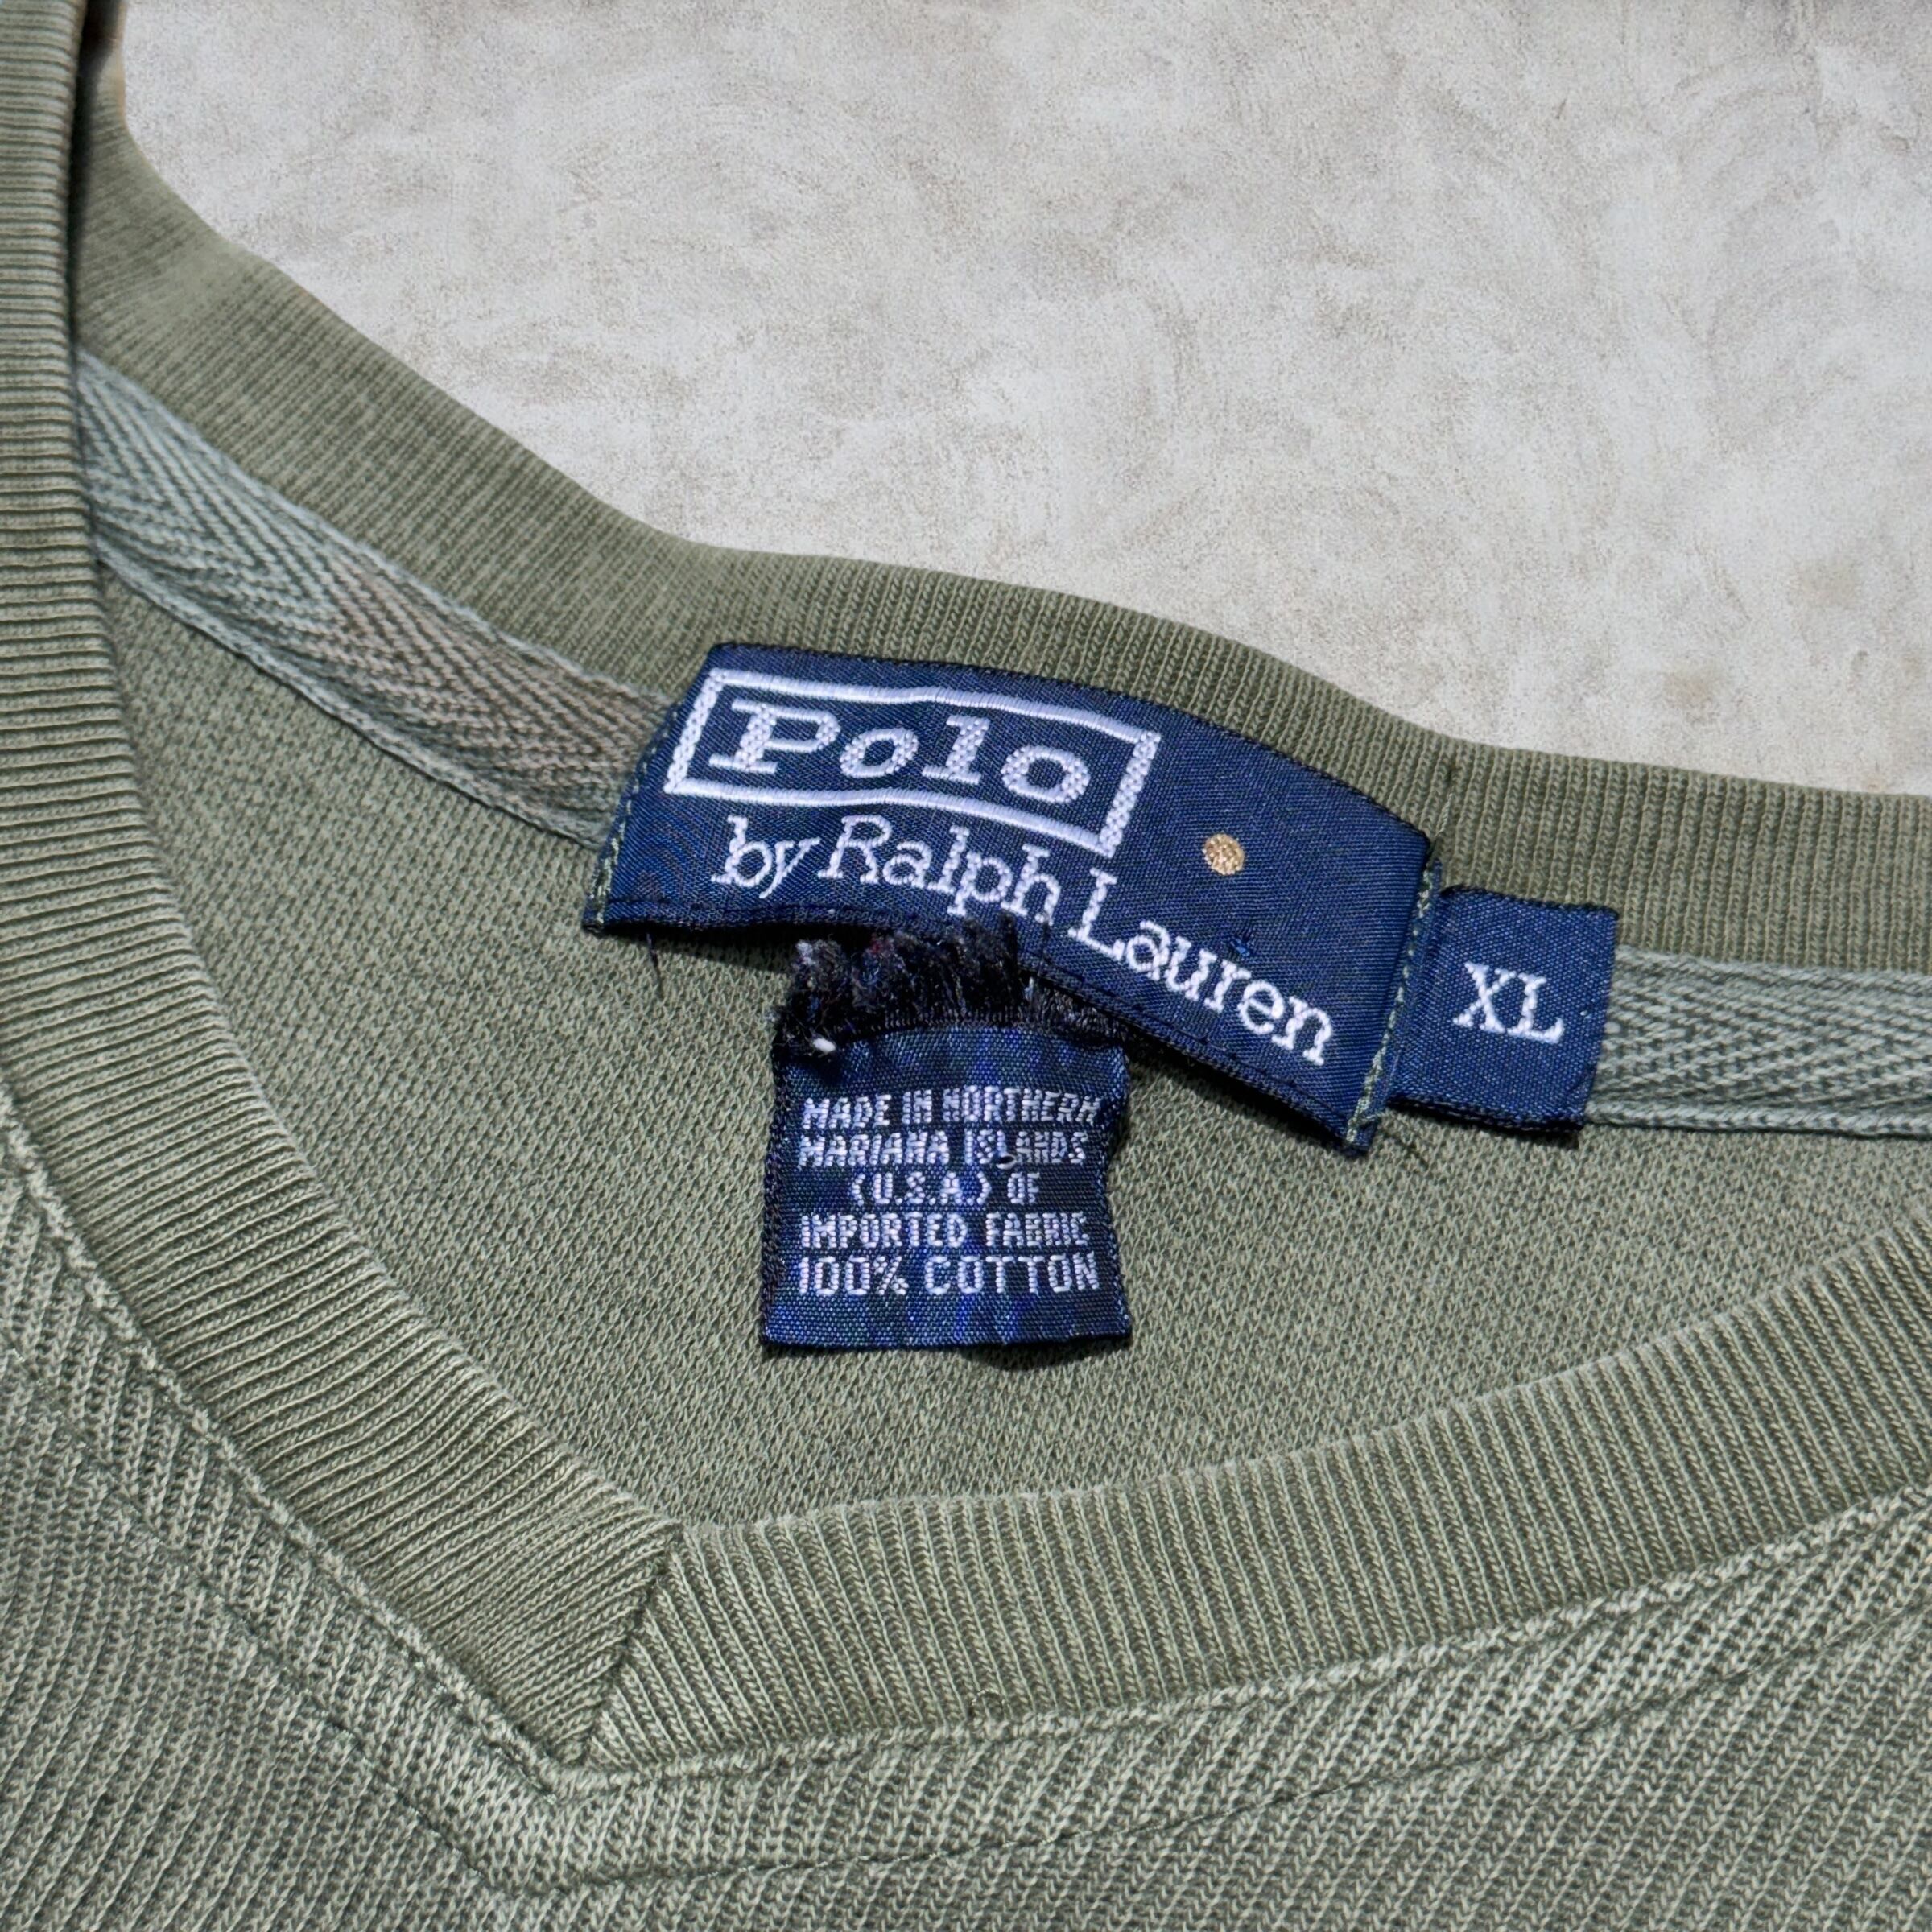 Polo
by Ralph Lauren
XL
MADE IN NORTHERN
MARIANA ISLANDS
(U.S.A.) OF
IMPORTED FABRIC
100% COTTON